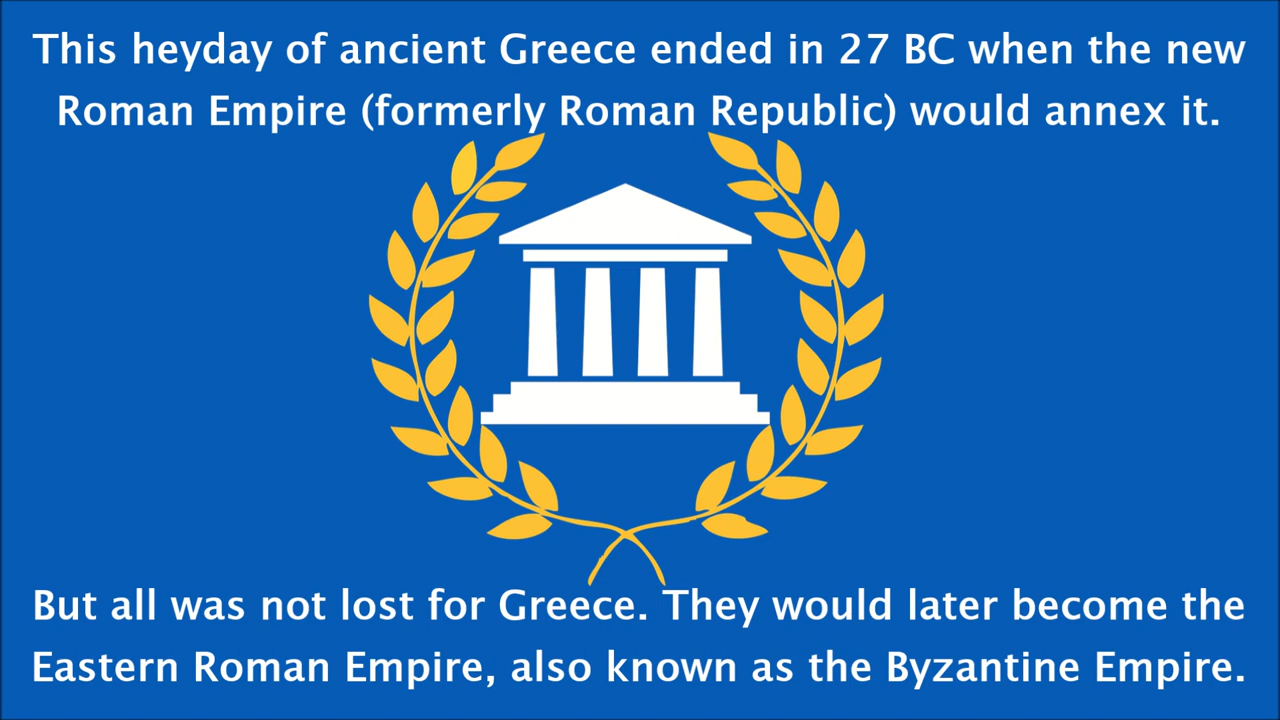 This heyday of ancient Greece ended in 27 BC when the new
Roman Empire (formerly Roman Republic) would annex it.
But all was not lost for Greece. They would later become the
Eastern Roman Empire, also known as the Byzantine Empire.